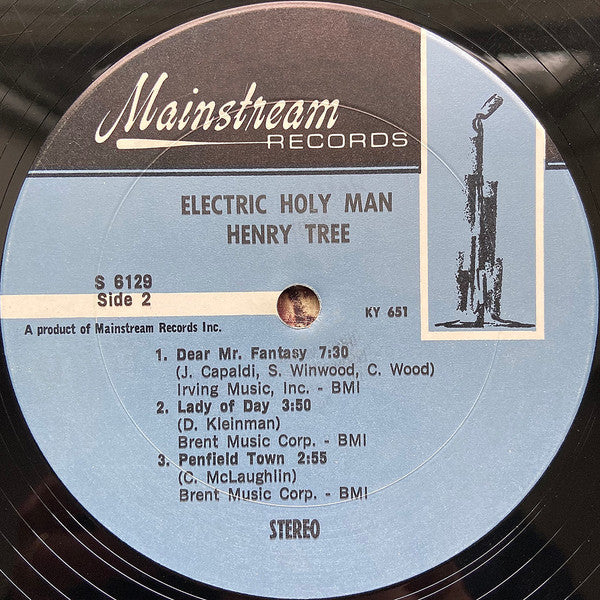 Mainstream
RECORDS
ELECTRIC HOLY MAN
HENRY TREE
S 6129
Side 2
KY 651
A product of Mainstream Records Inc.
1. Dear Mr. Fantasy 7:30
(J. Capaldi, S. Winwood, C. Wood)
Irving Music, Inc. - BMI
2. Lady of Day 3:50
(D. Kleinman)
Brent Music Corp. - BMI
3. Penfield Town 2:55
(C. McLaughlin)
Brent Music Corp. - BMI
STEREO